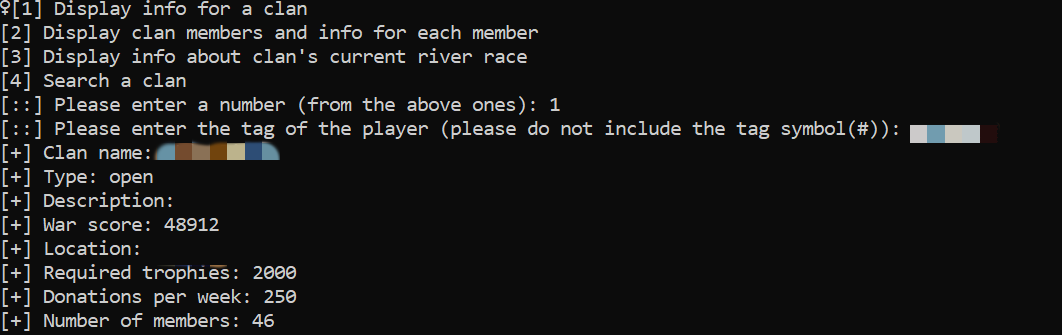 ♀[1] Display info for a clan
[2] Display clan members and info for each member
[3] Display info about clan's current river race
[4] Search a clan
[::] Please enter a number (from the above ones): 1
[::] Please enter the tag of the player (please do not include the tag symbol(#)):
[+] Clan name:
[+] Type: open
[+] Description:
[+] War score: 48912
[+] Location:
[+] Required trophies: 2000
[+] Donations per week: 250
[+] Number of members: 46